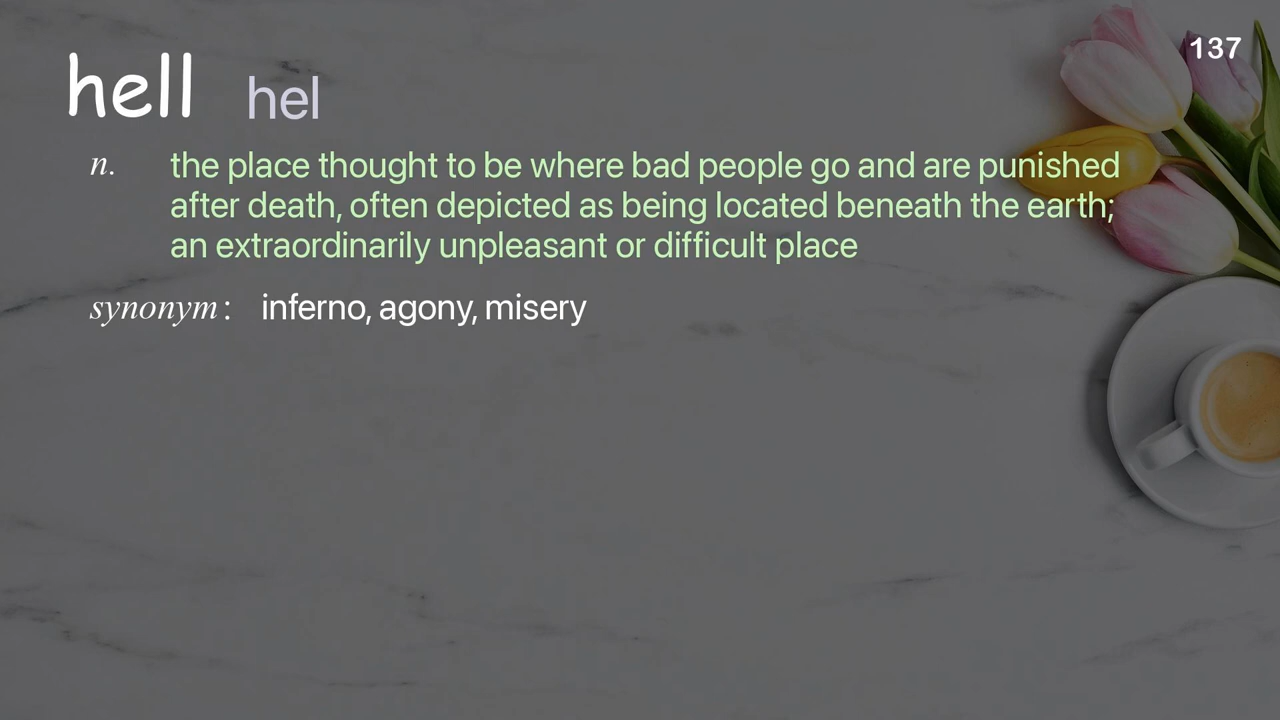 137
hell hel
n. the place thought to be where bad people go and are punished
after death, often depicted as being located beneath the earth;
an extraordinarily unpleasant or difficult place
synonym: inferno, agony, misery